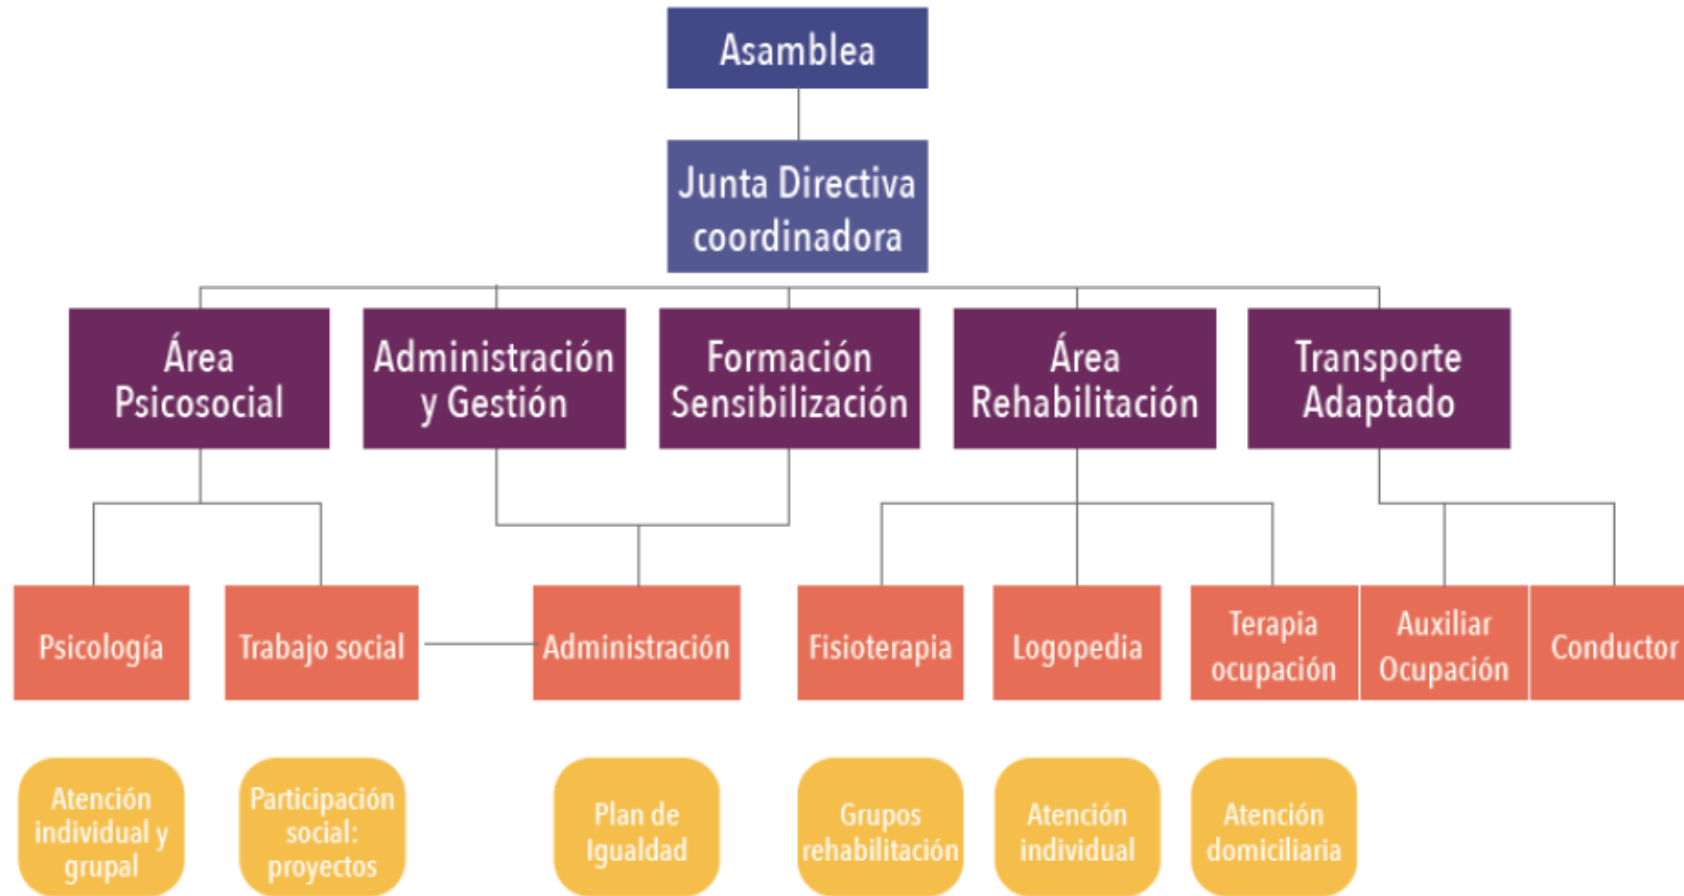 Asamblea
Junta Directiva
coordinadora
Área
Psicosocial
Administración
y Gestión
Formación
Sensibilización
Área
Rehabilitación
Transporte
Adaptado
Psicología
Trabajo social
Administración
Fisioterapia
Logopedia
Terapia
ocupación
Auxiliar
Ocupación
Conductor
Atención
individual y
grupal
Participación
social:
proyectos
Plan de
Igualdad
Grupos
rehabilitación
Atención
individual
Atención
domiciliaria